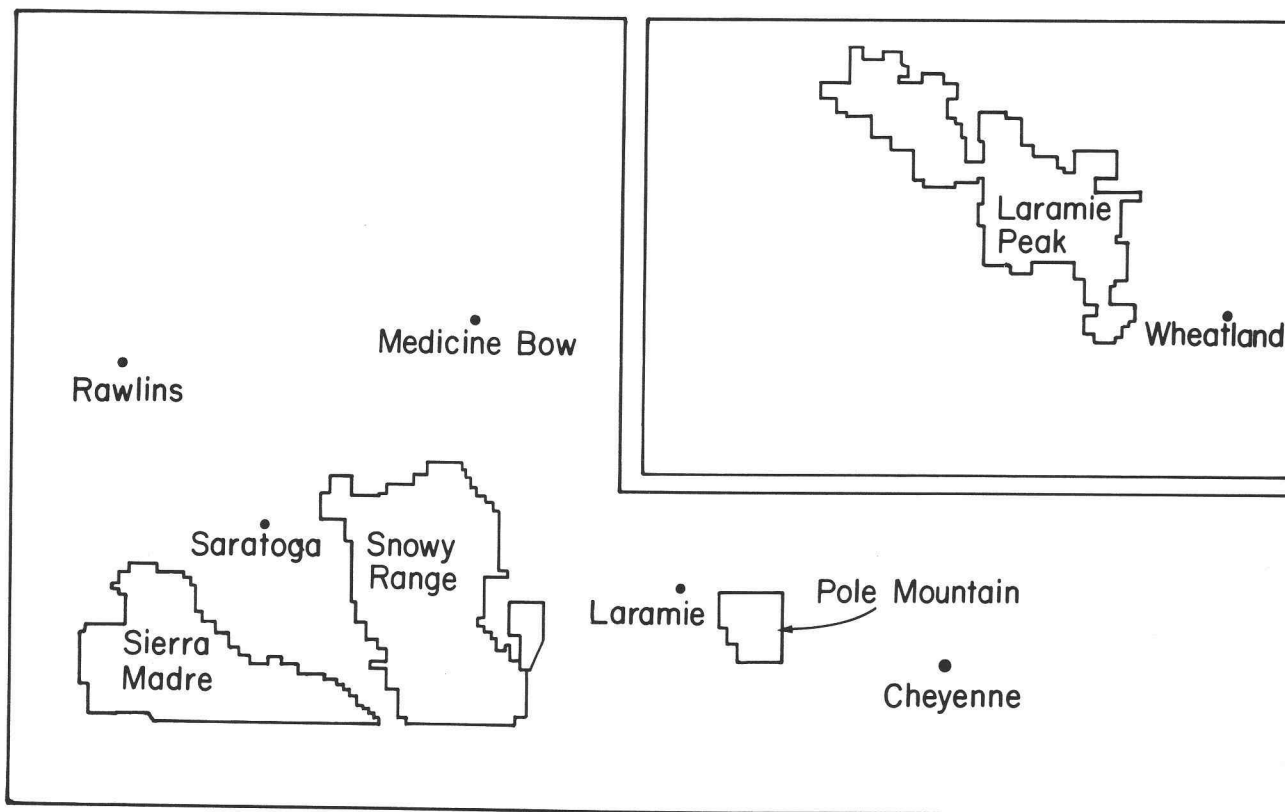 Laramie
Peak
Wheatland
Medicine Bow
Rawlins
Saratoga
Snowy
Range
Sierra
Madre
Laramie
Pole Mountain
Cheyenne